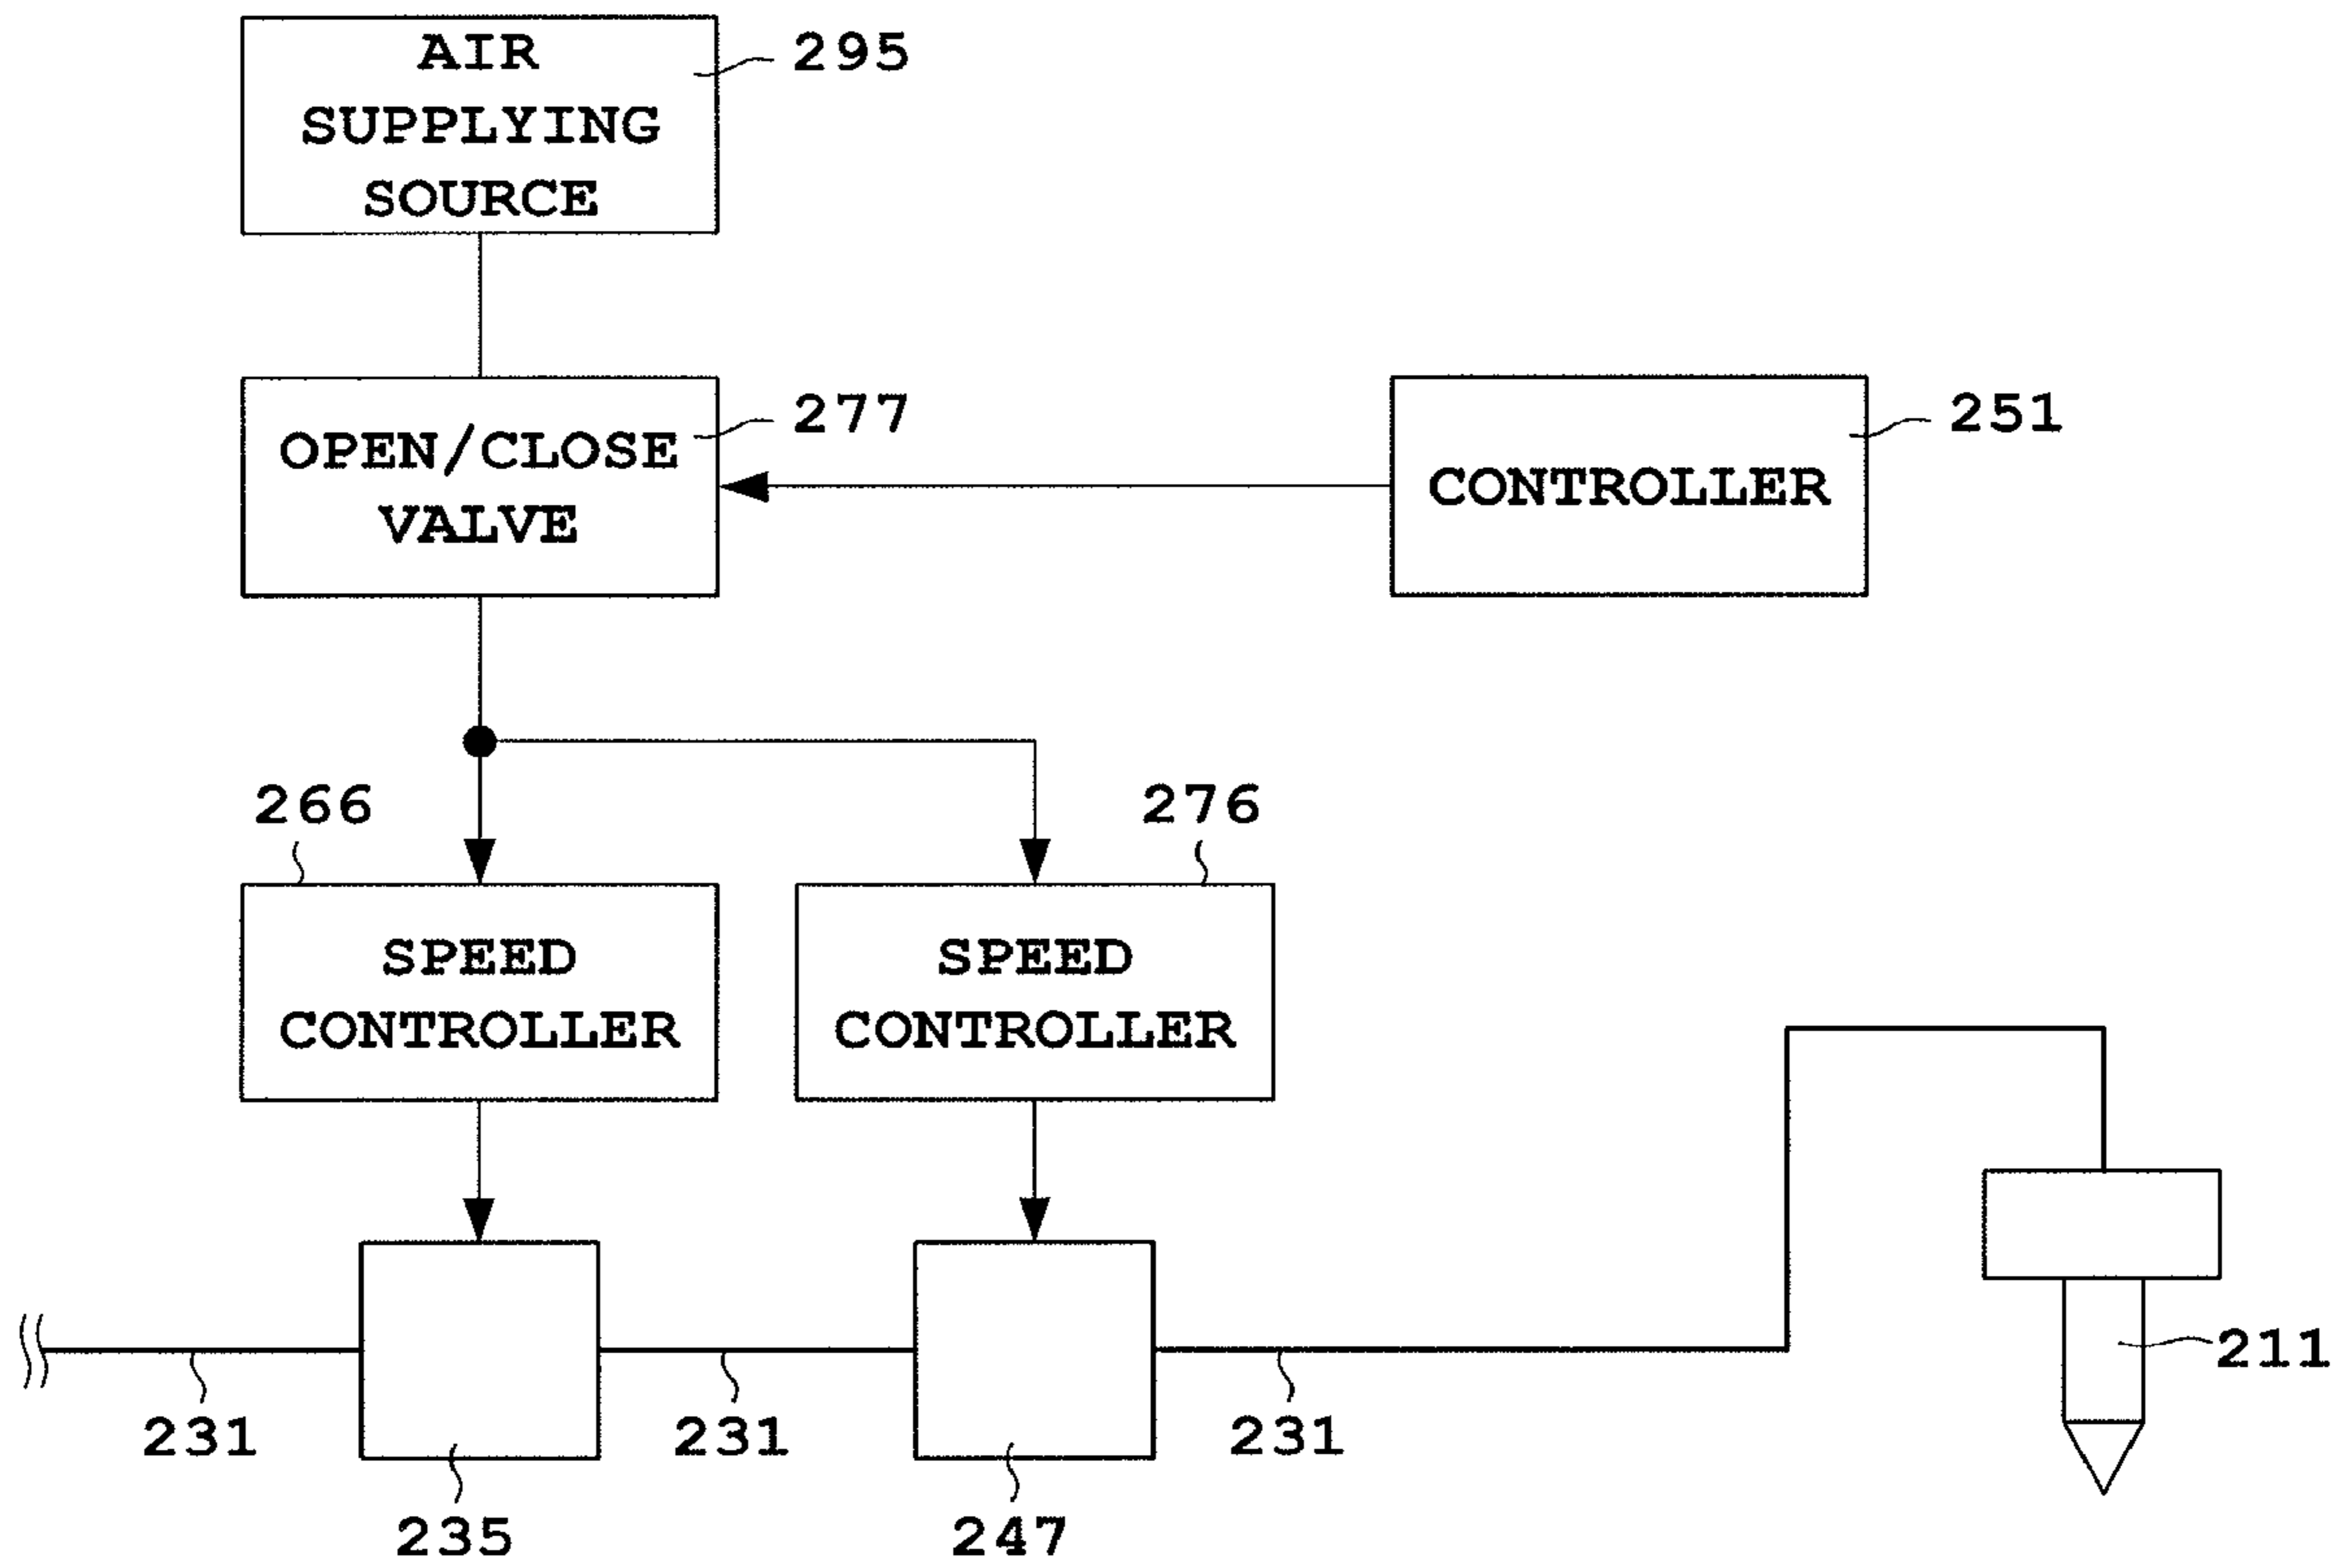 AIR
SUPPLYING
SOURCE
295
OPEN/CLOSE
VALVE
277
CONTROLLER
251
266
276
SPEED
CONTROLLER
SPEED
CONTROLLER
211
231
231
231
235
247